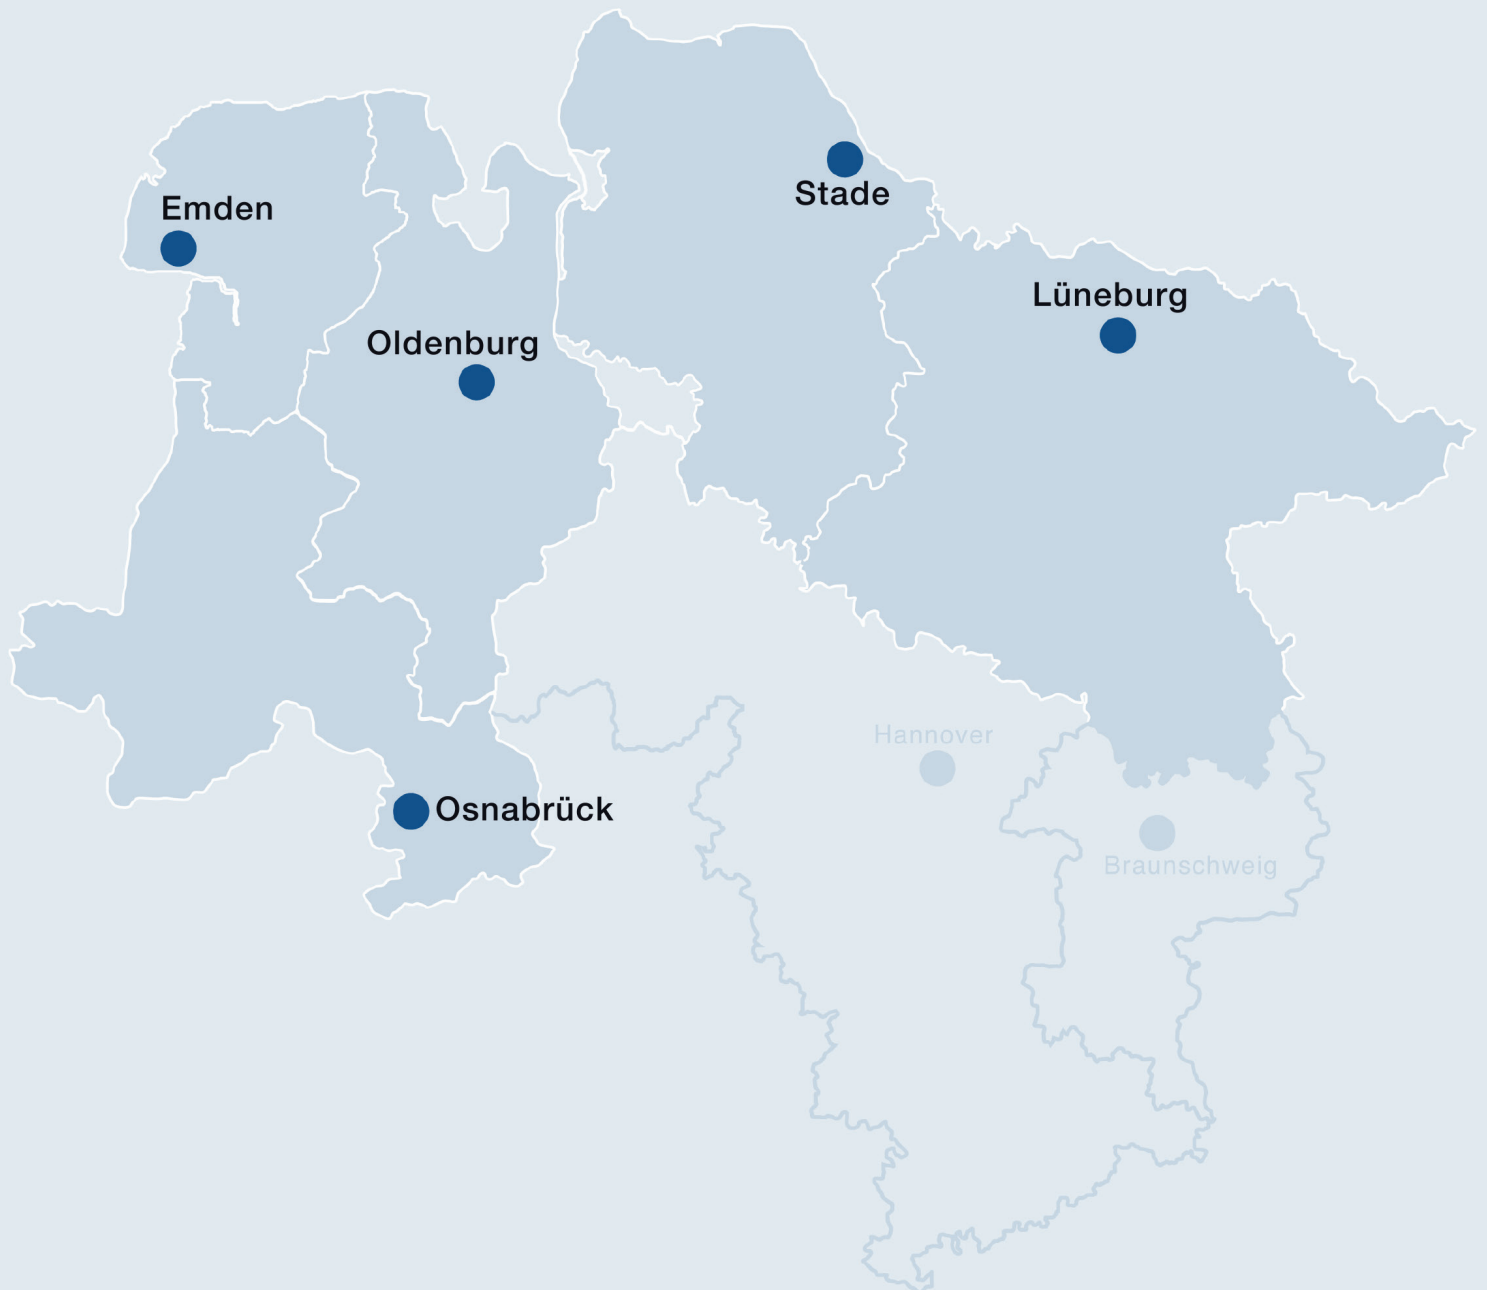 Stade
Emden
Lüneburg
Oldenburg
Hannover
Osnabrück
Braunschweig